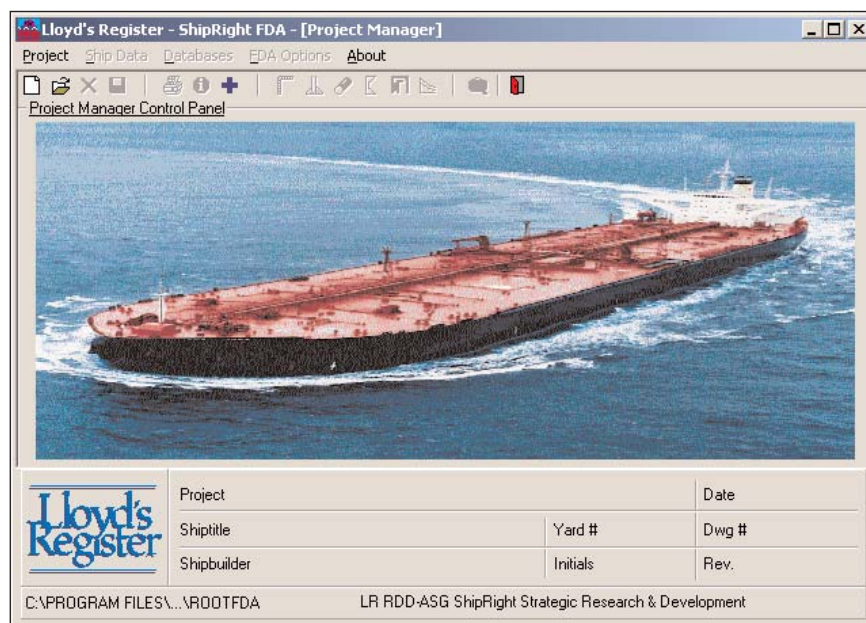 Lloyd's Register - ShipRight FDA - [Project Manager]
Project Ship Data Databases FDA Options About
Project Manager Control Panel
Lloyd's
Register
Project Date
Shiptitle Yard # Dwg #
Shipbuilder Initials Rev.
C:\PROGRAM FILES\...\ROOTFDA LR RDD-ASG ShipRight Strategic Research & Development